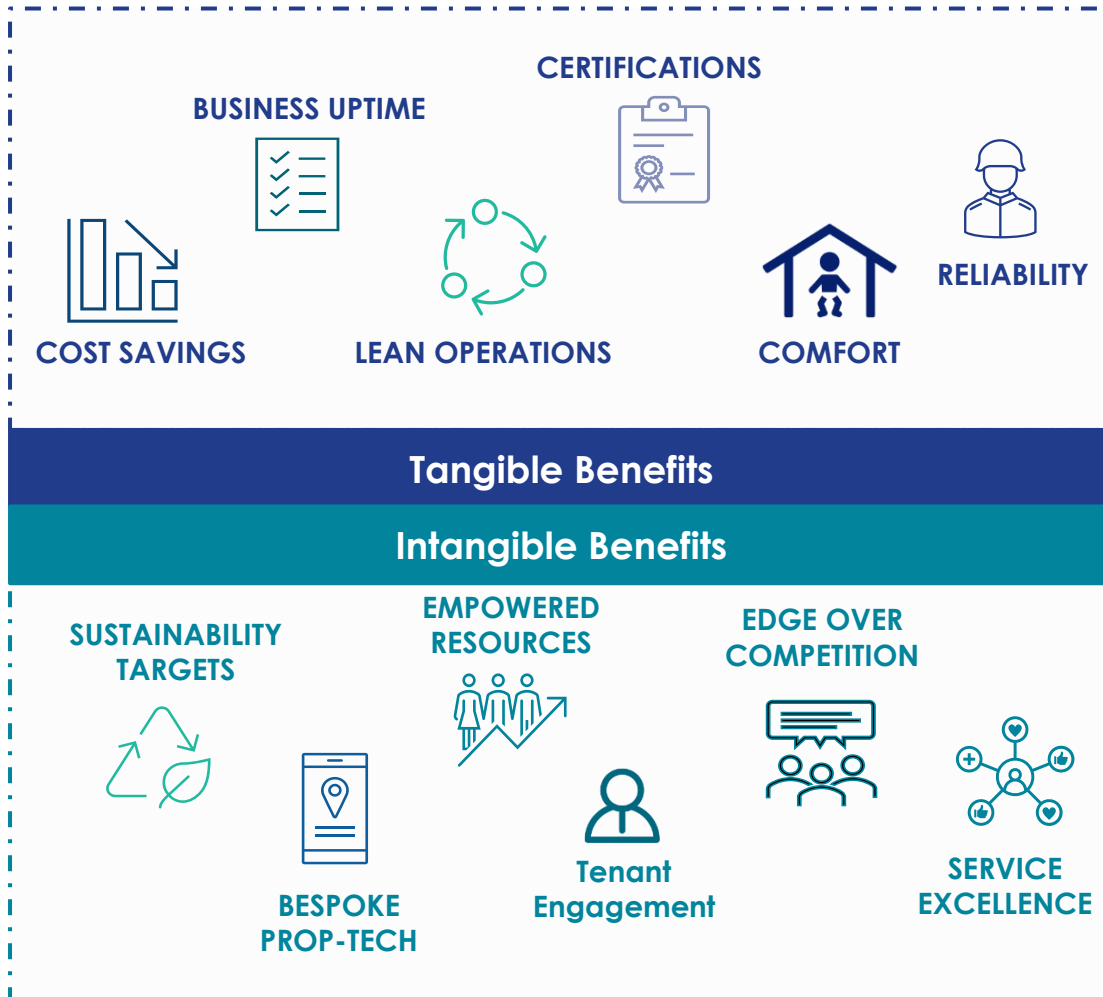 CERTIFICATIONS
BUSINESS UPTIME
RELIABILITY
COST SAVINGS
LEAN OPERATIONS
COMFORT
Tangible Benefits
Intangible Benefits
SUSTAINABILITY
TARGETS
EMPOWERED
RESOURCES
EDGE OVER
COMPETITION
BESPOKE
PROP-TECH
Tenant
Engagement
SERVICE
EXCELLENCE